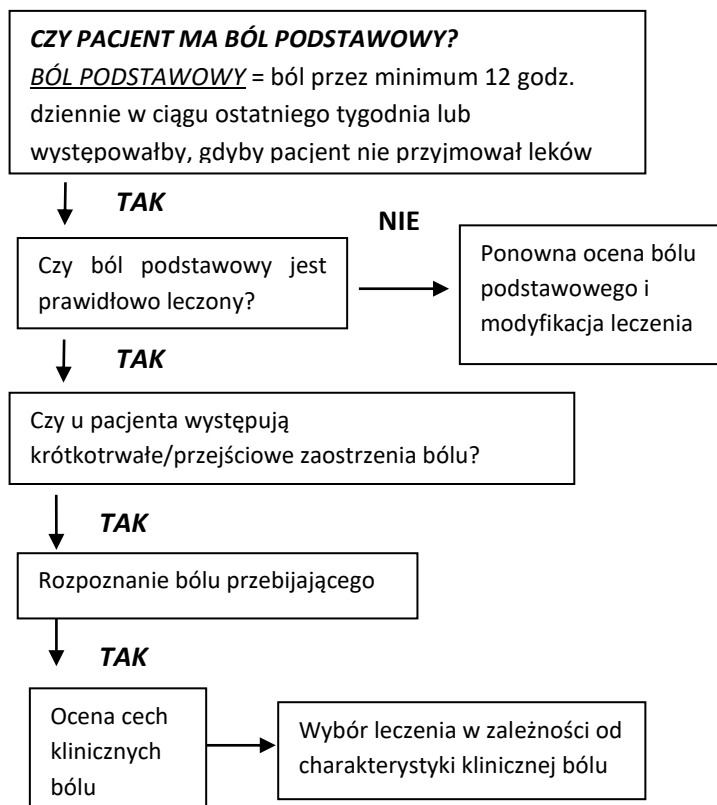 CZY PACJENT MA BÓL PODSTAWOWY?
BÓL PODSTAWOWY = ból przez minimum 12 godz.
dziennie w ciągu ostatniego tygodnia lub
występowałby, gdyby pacjent nie przyjmował leków
TAK
NIE
Czy ból podstawowy jest
prawidłowo leczony?
Ponowna ocena bólu
podstawowego i
modyfikacja leczenia
TAK
Czy u pacjenta występują
krótkotrwałe/przejściowe zaostrzenia bólu?
TAK
Rozpoznanie bólu przebijającego
TAK
Ocena cech
klinicznych
bólu
Wybór leczenia w zależności od
charakterystyki klinicznej bólu